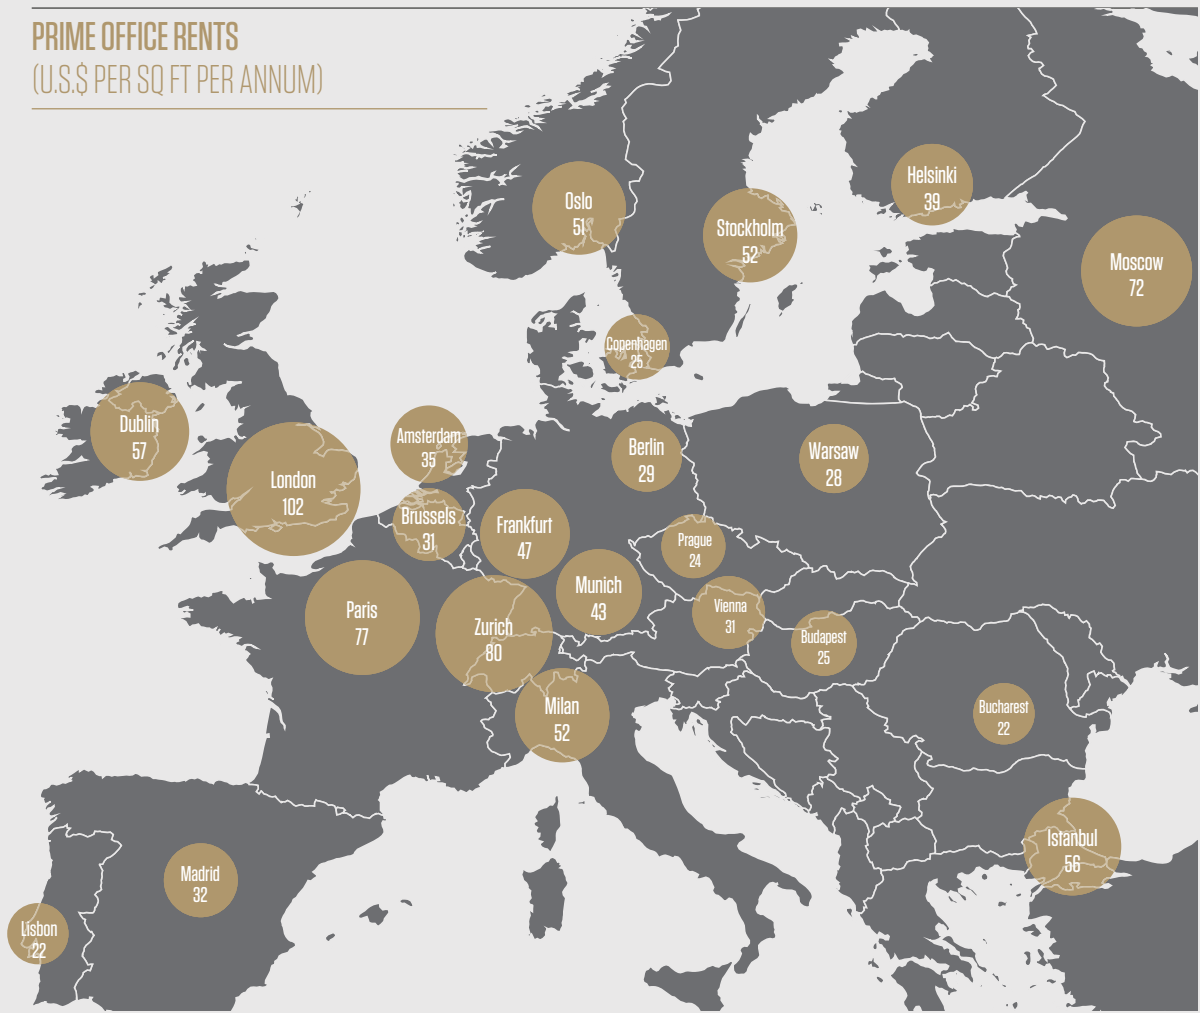 PRIME OFFICE RENTS
(U.S.$ PER SQ FT PER ANNUM)
Oslo
51
Stockholm
52
Helsinki
39
Moscow
72
Copenhagen
25
Dublin
57
London
102
Amsterdam
35
Berlin
29
Warsaw
28
Brussels
31
Frankfurt
47
Prague
24
Munich
43
Paris
77
Zurich
80
Vienna
31
Budapest
25
Milan
52
Bucharest
22
Istanbul
56
Madrid
32
Lisbon
22